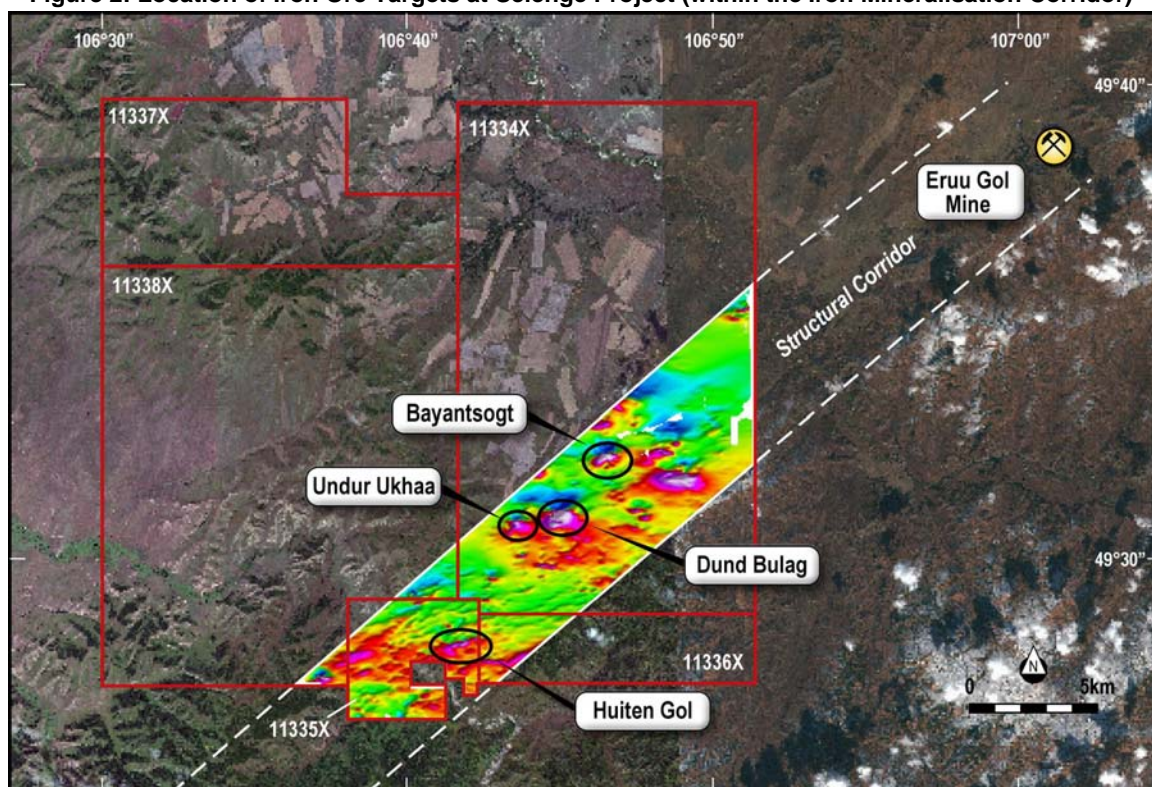 Figure 2: Location of Iron Ore Targets at Selenge Project (within the Iron Mineralisation Corridor)
106°30” 106°40” 106°50” 107°00”
49°40”
11337X 11334X
Eruu Gol
Mine
11338X
Structural Corridor
Bayantsogt
Undur Ukhaa
Dund Bulag
49°30”
11336X
N
0 5km
Huiten Gol
11335X